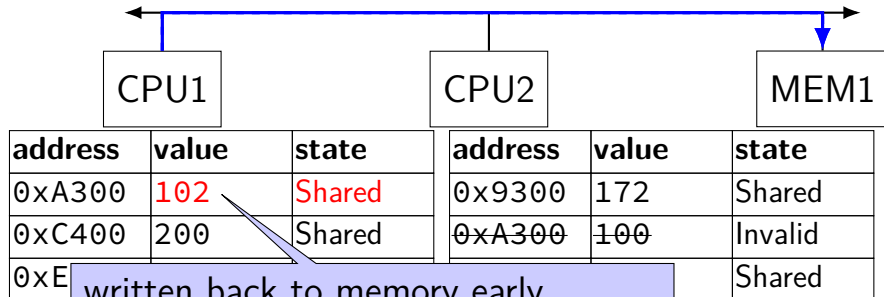 CPU1 CPU2 MEM1
address value state address value state
0xA300 102 Shared 0x9300 172 Shared
0xC400 200 Shared 0xA300 100 Invalid
0xE Shared
written back to memory early